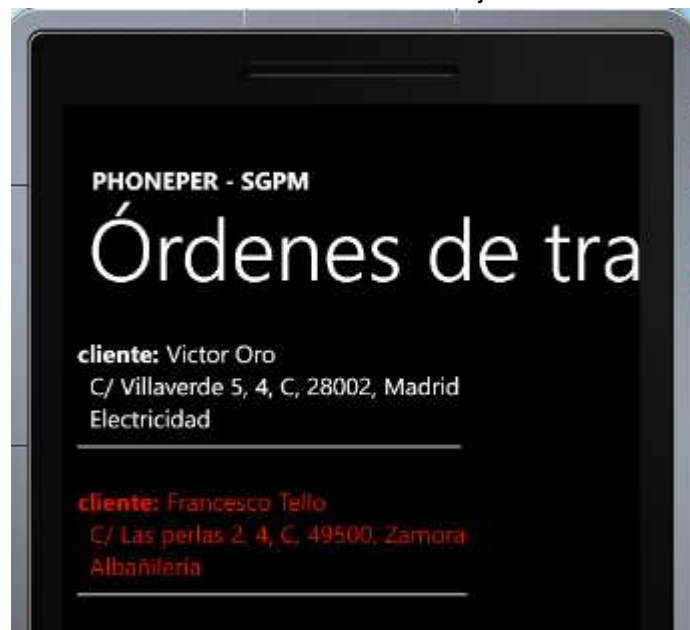 PHONEPER - SGPM
Órdenes de tra
cliente: Victor Oro
C/ Villaverde 5, 4, C, 28002, Madrid
Electricidad
cliente: Francesco Tello
C/ Las perlas 2, 4, C, 49500, Zamora
Albañilería